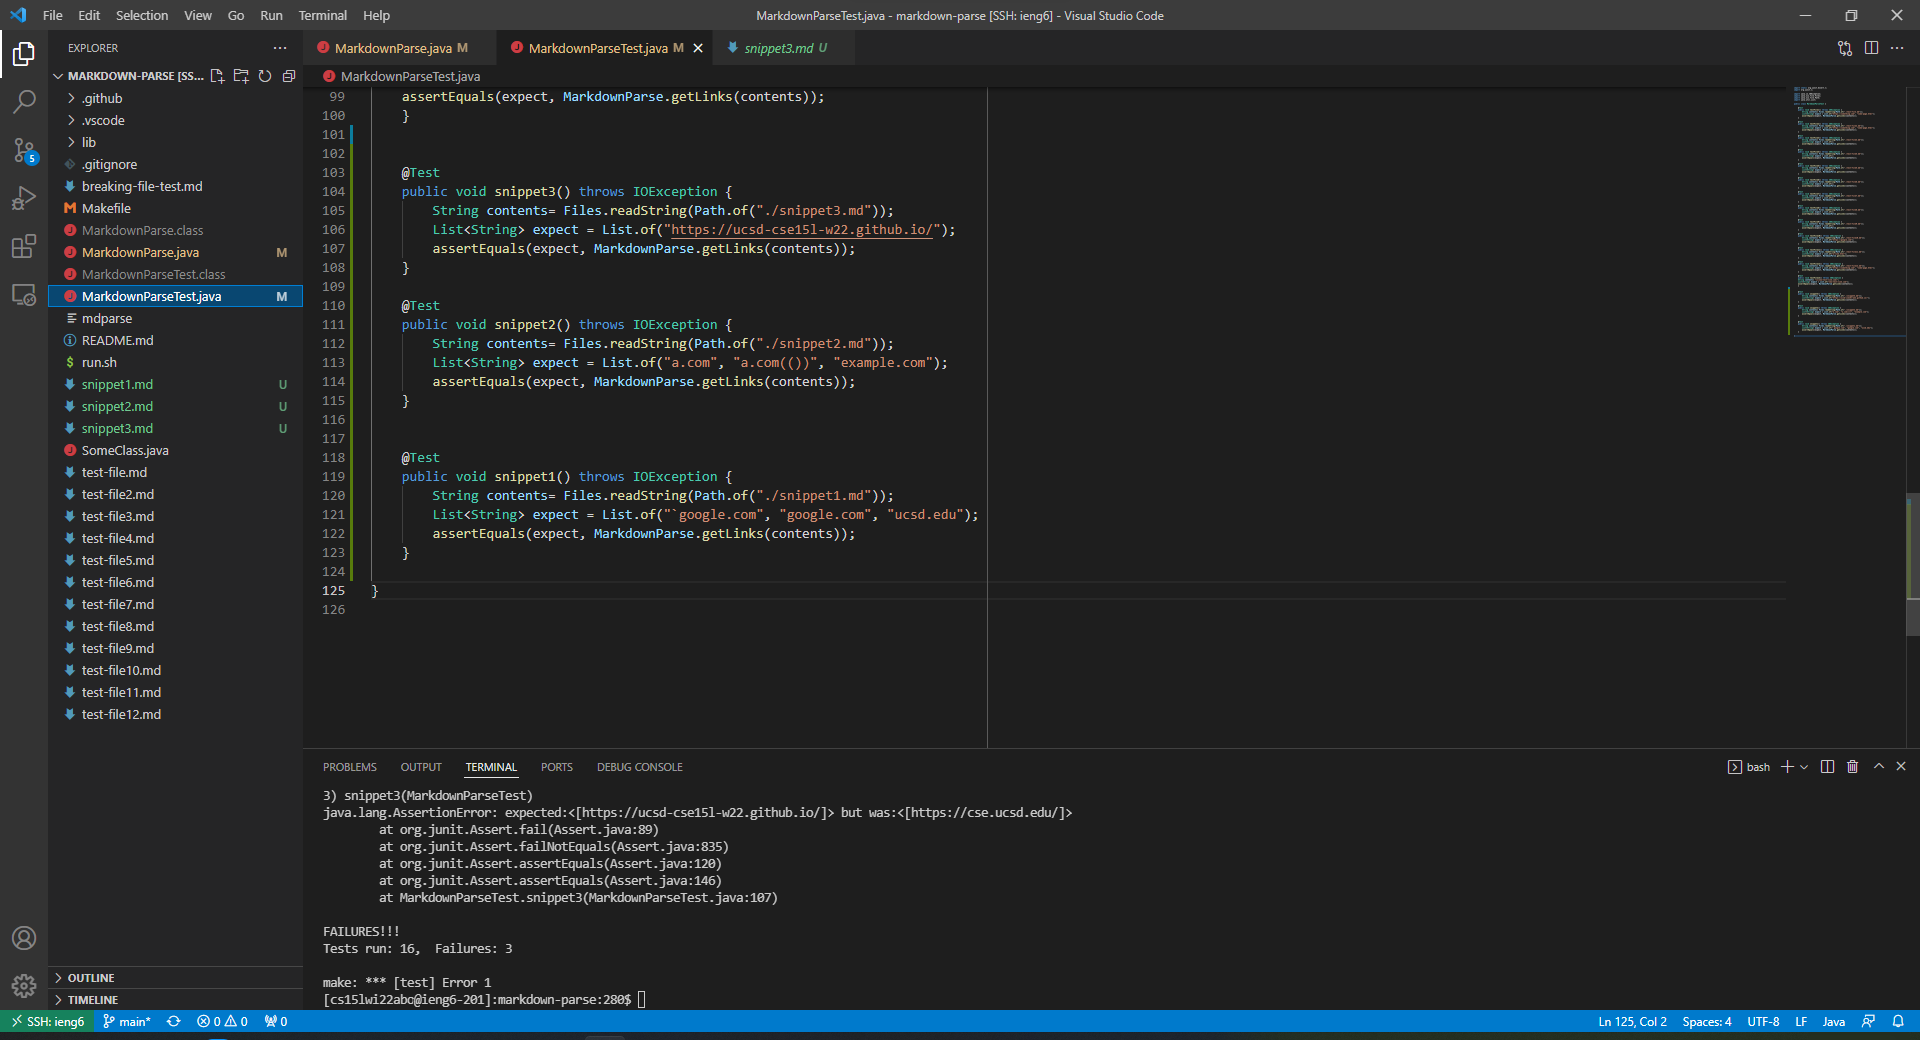 File Edit Selection View Go Run Terminal Help
MarkdownParseTest.java - markdown-parse [SSH: ieng6] - Visual Studio Code
EXPLORER
MARKDOWN-PARSE [SS...
.github
.vscode
lib
.gitignore
breaking-file-test.md
Makefile
MarkdownParse.class
MarkdownParse.java M
MarkdownParseTest.class
MarkdownParseTest.java M
mdparse
README.md
run.sh
snippet1.md U
snippet2.md U
snippet3.md U
SomeClass.java
test-file.md
test-file2.md
test-file3.md
test-file4.md
test-file5.md
test-file6.md
test-file7.md
test-file8.md
test-file9.md
test-file10.md
test-file11.md
test-file12.md
OUTLINE
TIMELINE
MarkdownParse.java M MarkdownParseTest.java M snippet3.md U
MarkdownParseTest.java
99 assertEquals(expect, MarkdownParse.getLinks(contents));
100 }
101
102
103 @Test
104 public void snippet3() throws IOException {
105 String contents= Files.readString(Path.of("./snippet3.md"));
106 List<String> expect = List.of("https://ucsd-cse15l-w22.github.io/");
107 assertEquals(expect, MarkdownParse.getLinks(contents));
108 }
109
110 @Test
111 public void snippet2() throws IOException {
112 String contents= Files.readString(Path.of("./snippet2.md"));
113 List<String> expect = List.of("a.com", "a.com(())", "example.com");
114 assertEquals(expect, MarkdownParse.getLinks(contents));
115 }
116
117
118 @Test
119 public void snippet1() throws IOException {
120 String contents= Files.readString(Path.of("./snippet1.md"));
121 List<String> expect = List.of("`google.com", "google.com", "ucsd.edu");
122 assertEquals(expect, MarkdownParse.getLinks(contents));
123 }
124
125 }
126
PROBLEMS OUTPUT TERMINAL PORTS DEBUG CONSOLE
bash
3) snippet3(MarkdownParseTest)
java.lang.AssertionError: expected:<[https://ucsd-cse15l-w22.github.io/]> but was:<[https://cse.ucsd.edu/]>
at org.junit.Assert.fail(Assert.java:89)
at org.junit.Assert.failNotEquals(Assert.java:835)
at org.junit.Assert.assertEquals(Assert.java:120)
at org.junit.Assert.assertEquals(Assert.java:146)
at MarkdownParseTest.snippet3(MarkdownParseTest.java:107)
FAILURES!!!
Tests run: 16,  Failures: 3
make: *** [test] Error 1
[cs15lwi22abo@ieng6-201]:markdown-parse:280$
5
SSH: ieng6 main* 0 0 0
Ln 125, Col 2 Spaces: 4 UTF-8 LF Java